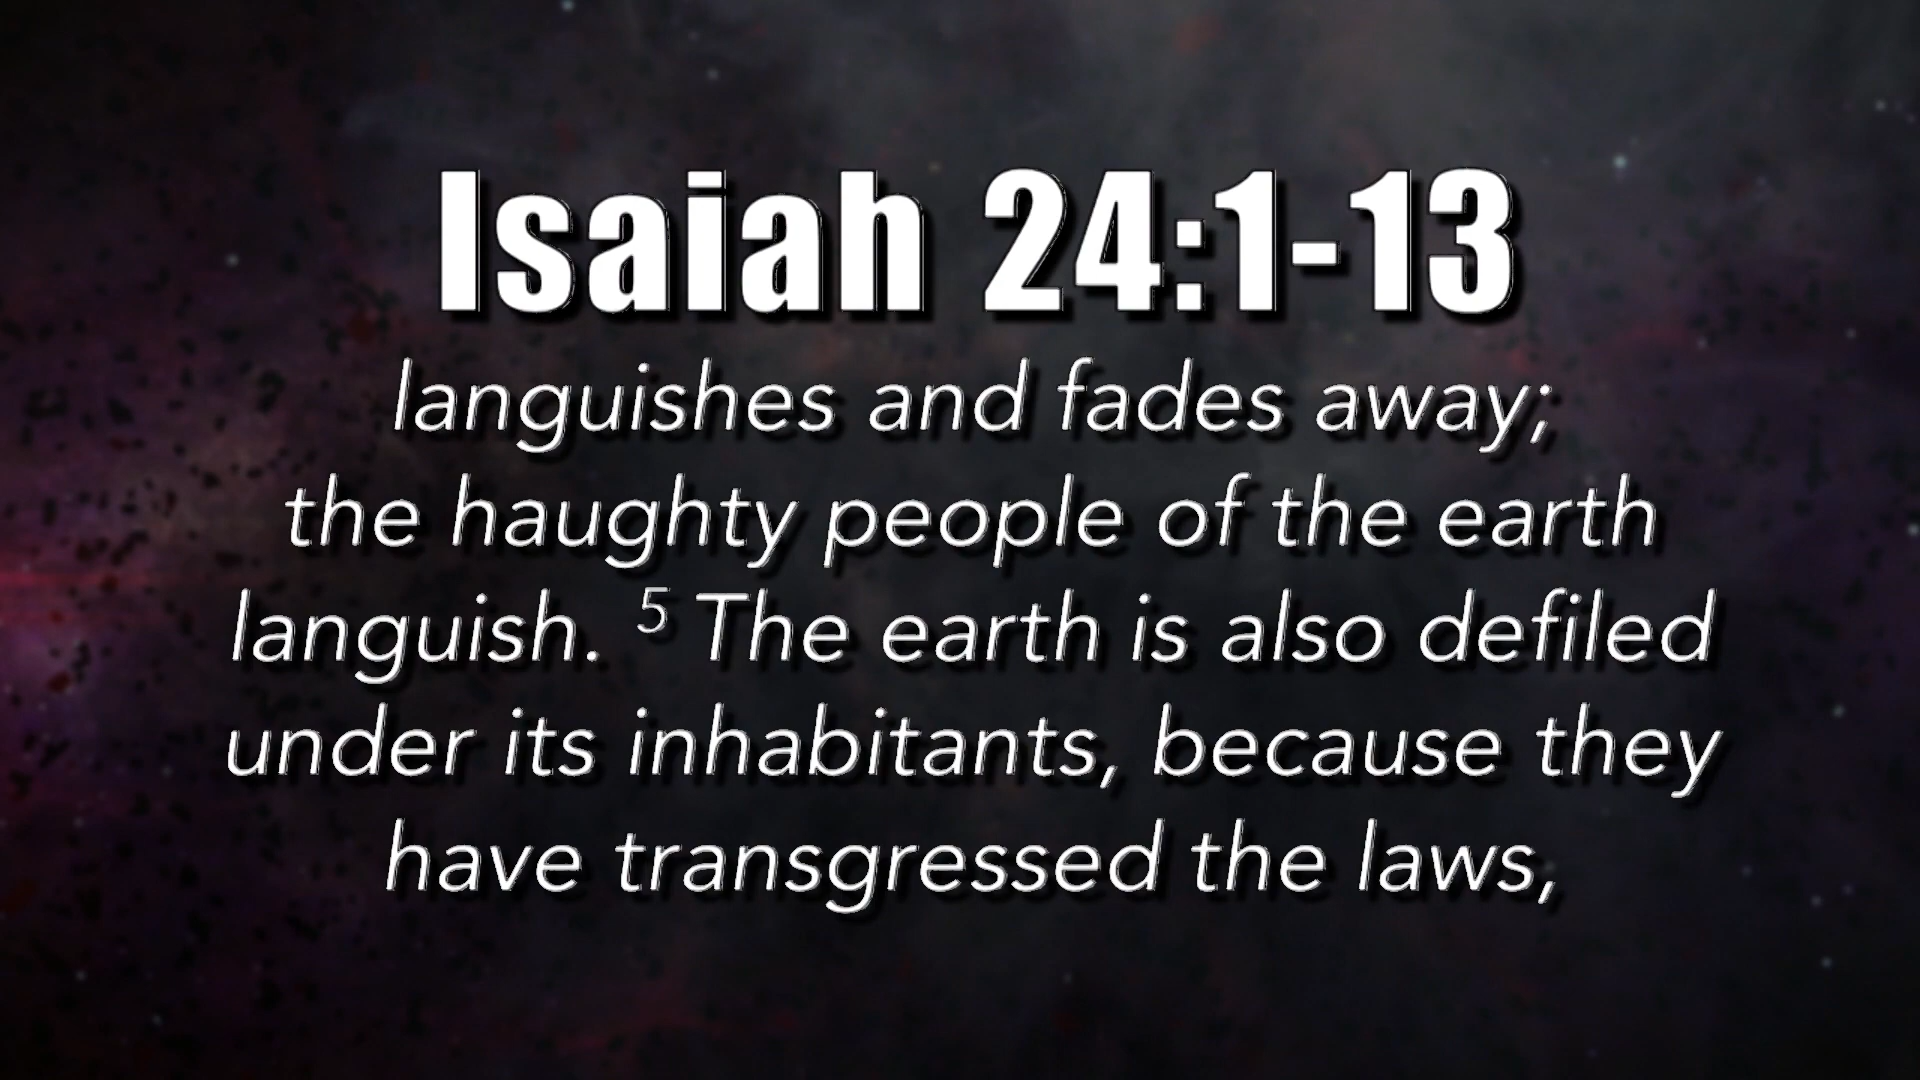 Isaiah 24:1-13
languishes and fades away;
the haughty people of the earth
languish. ⁵ The earth is also defiled
under its inhabitants, because they
have transgressed the laws,